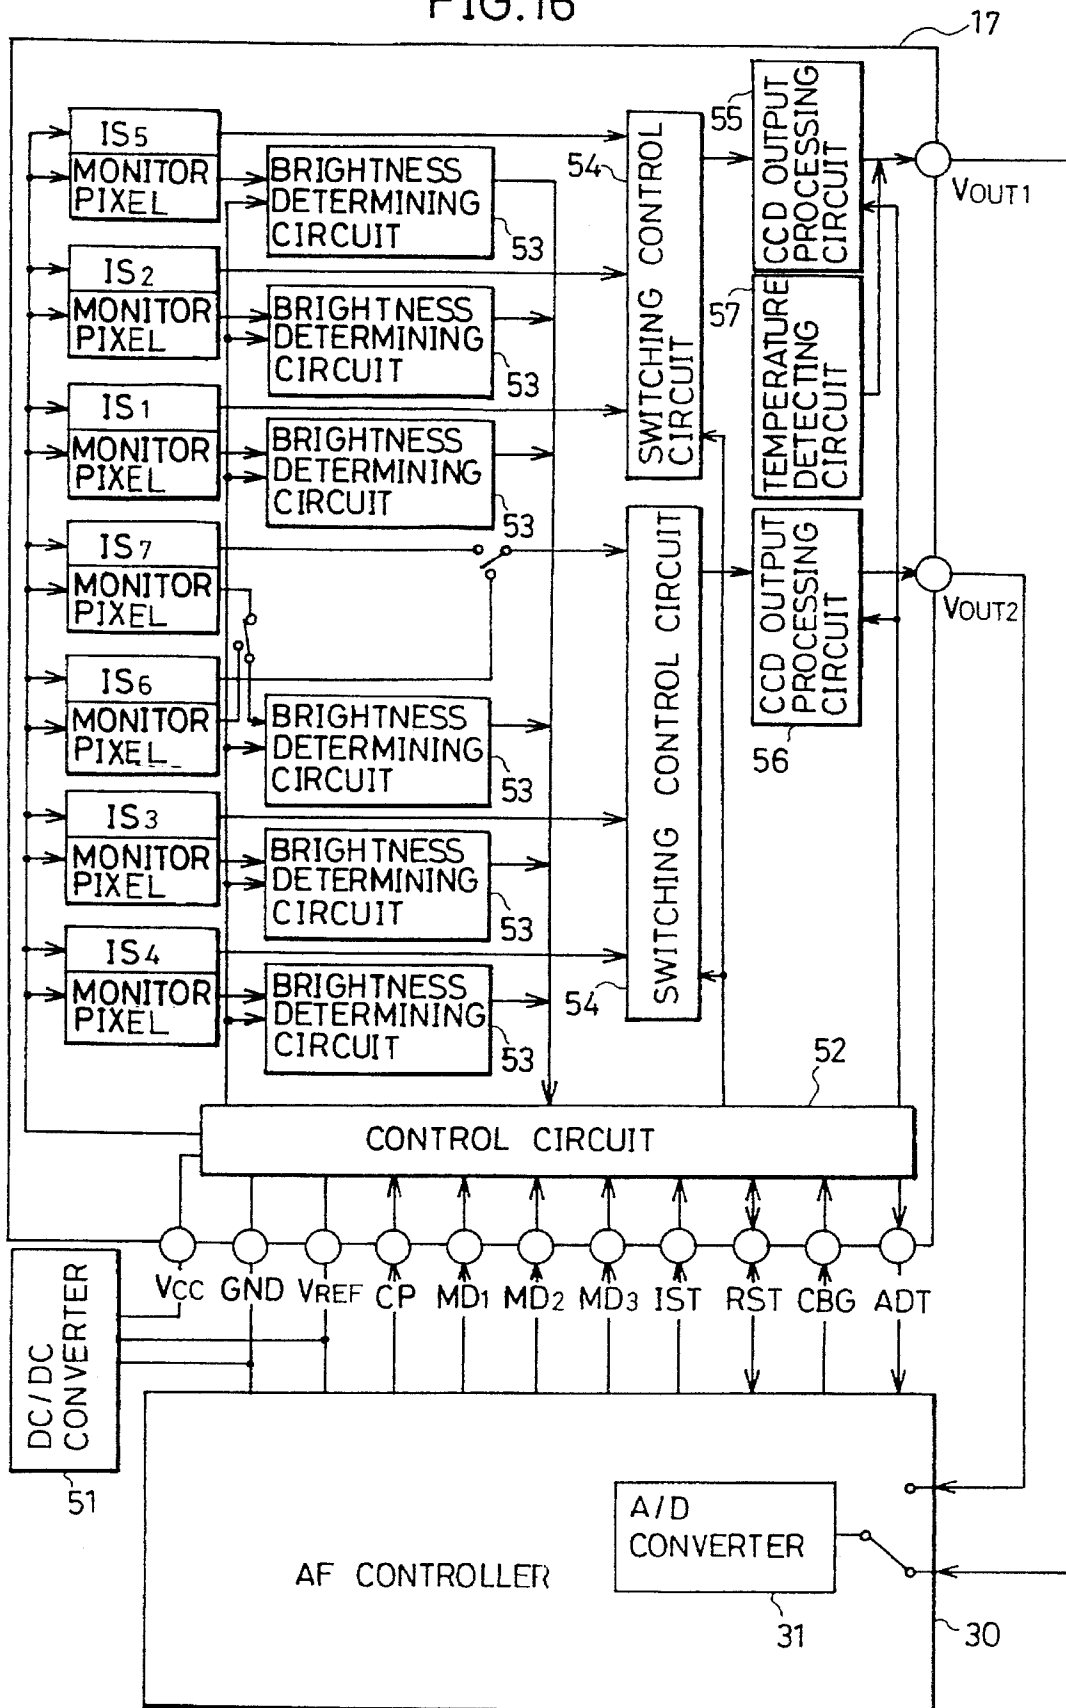 FIG.16
17
IS5
MONITOR
PIXEL
BRIGHTNESS
DETERMINING
CIRCUIT
53
IS2
MONITOR
PIXEL
BRIGHTNESS
DETERMINING
CIRCUIT
53
IS1
MONITOR
PIXEL
BRIGHTNESS
DETERMINING
CIRCUIT
53
IS7
MONITOR
PIXEL
IS6
MONITOR
PIXEL
BRIGHTNESS
DETERMINING
CIRCUIT
53
IS3
MONITOR
PIXEL
BRIGHTNESS
DETERMINING
CIRCUIT
53
IS4
MONITOR
PIXEL
BRIGHTNESS
DETERMINING
CIRCUIT
53
54
SWITCHING CONTROL
CIRCUIT
SWITCHING CONTROL CIRCUIT
54
55
CCD OUTPUT
PROCESSING
CIRCUIT
57
TEMPERATURE
DETECTING
CIRCUIT
CCD OUTPUT
PROCESSING
CIRCUIT
56
VOUT1
VOUT2
52
CONTROL CIRCUIT
VCC
GND
VREF
CP
MD1
MD2
MD3
IST
RST
CBG
ADT
DC/DC
CONVERTER
51
AF CONTROLLER
A/D
CONVERTER
31
30